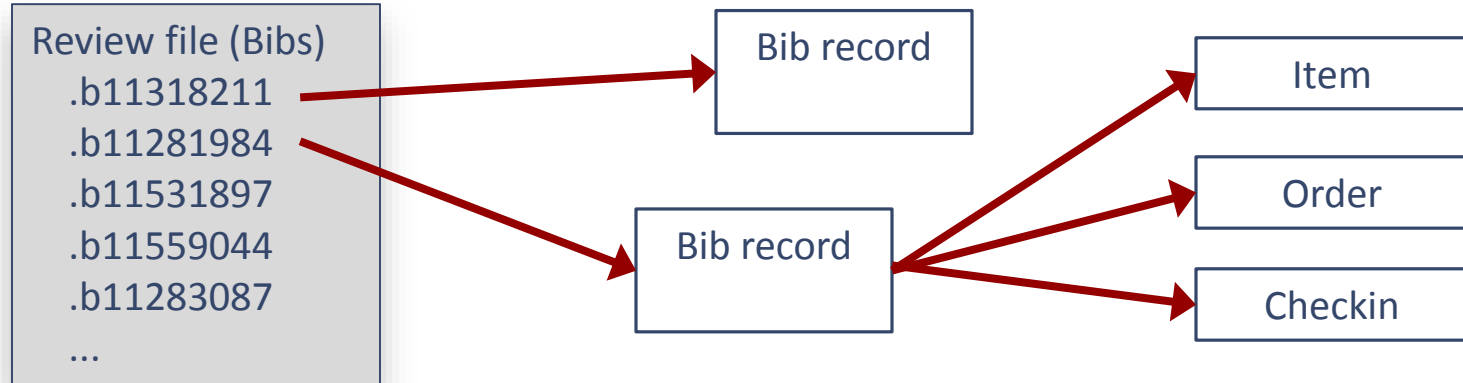 Review file (Bibs)
.b11318211
.b11281984
.b11531897
.b11559044
.b11283087
...
Bib record
Bib record
Item
Order
Checkin